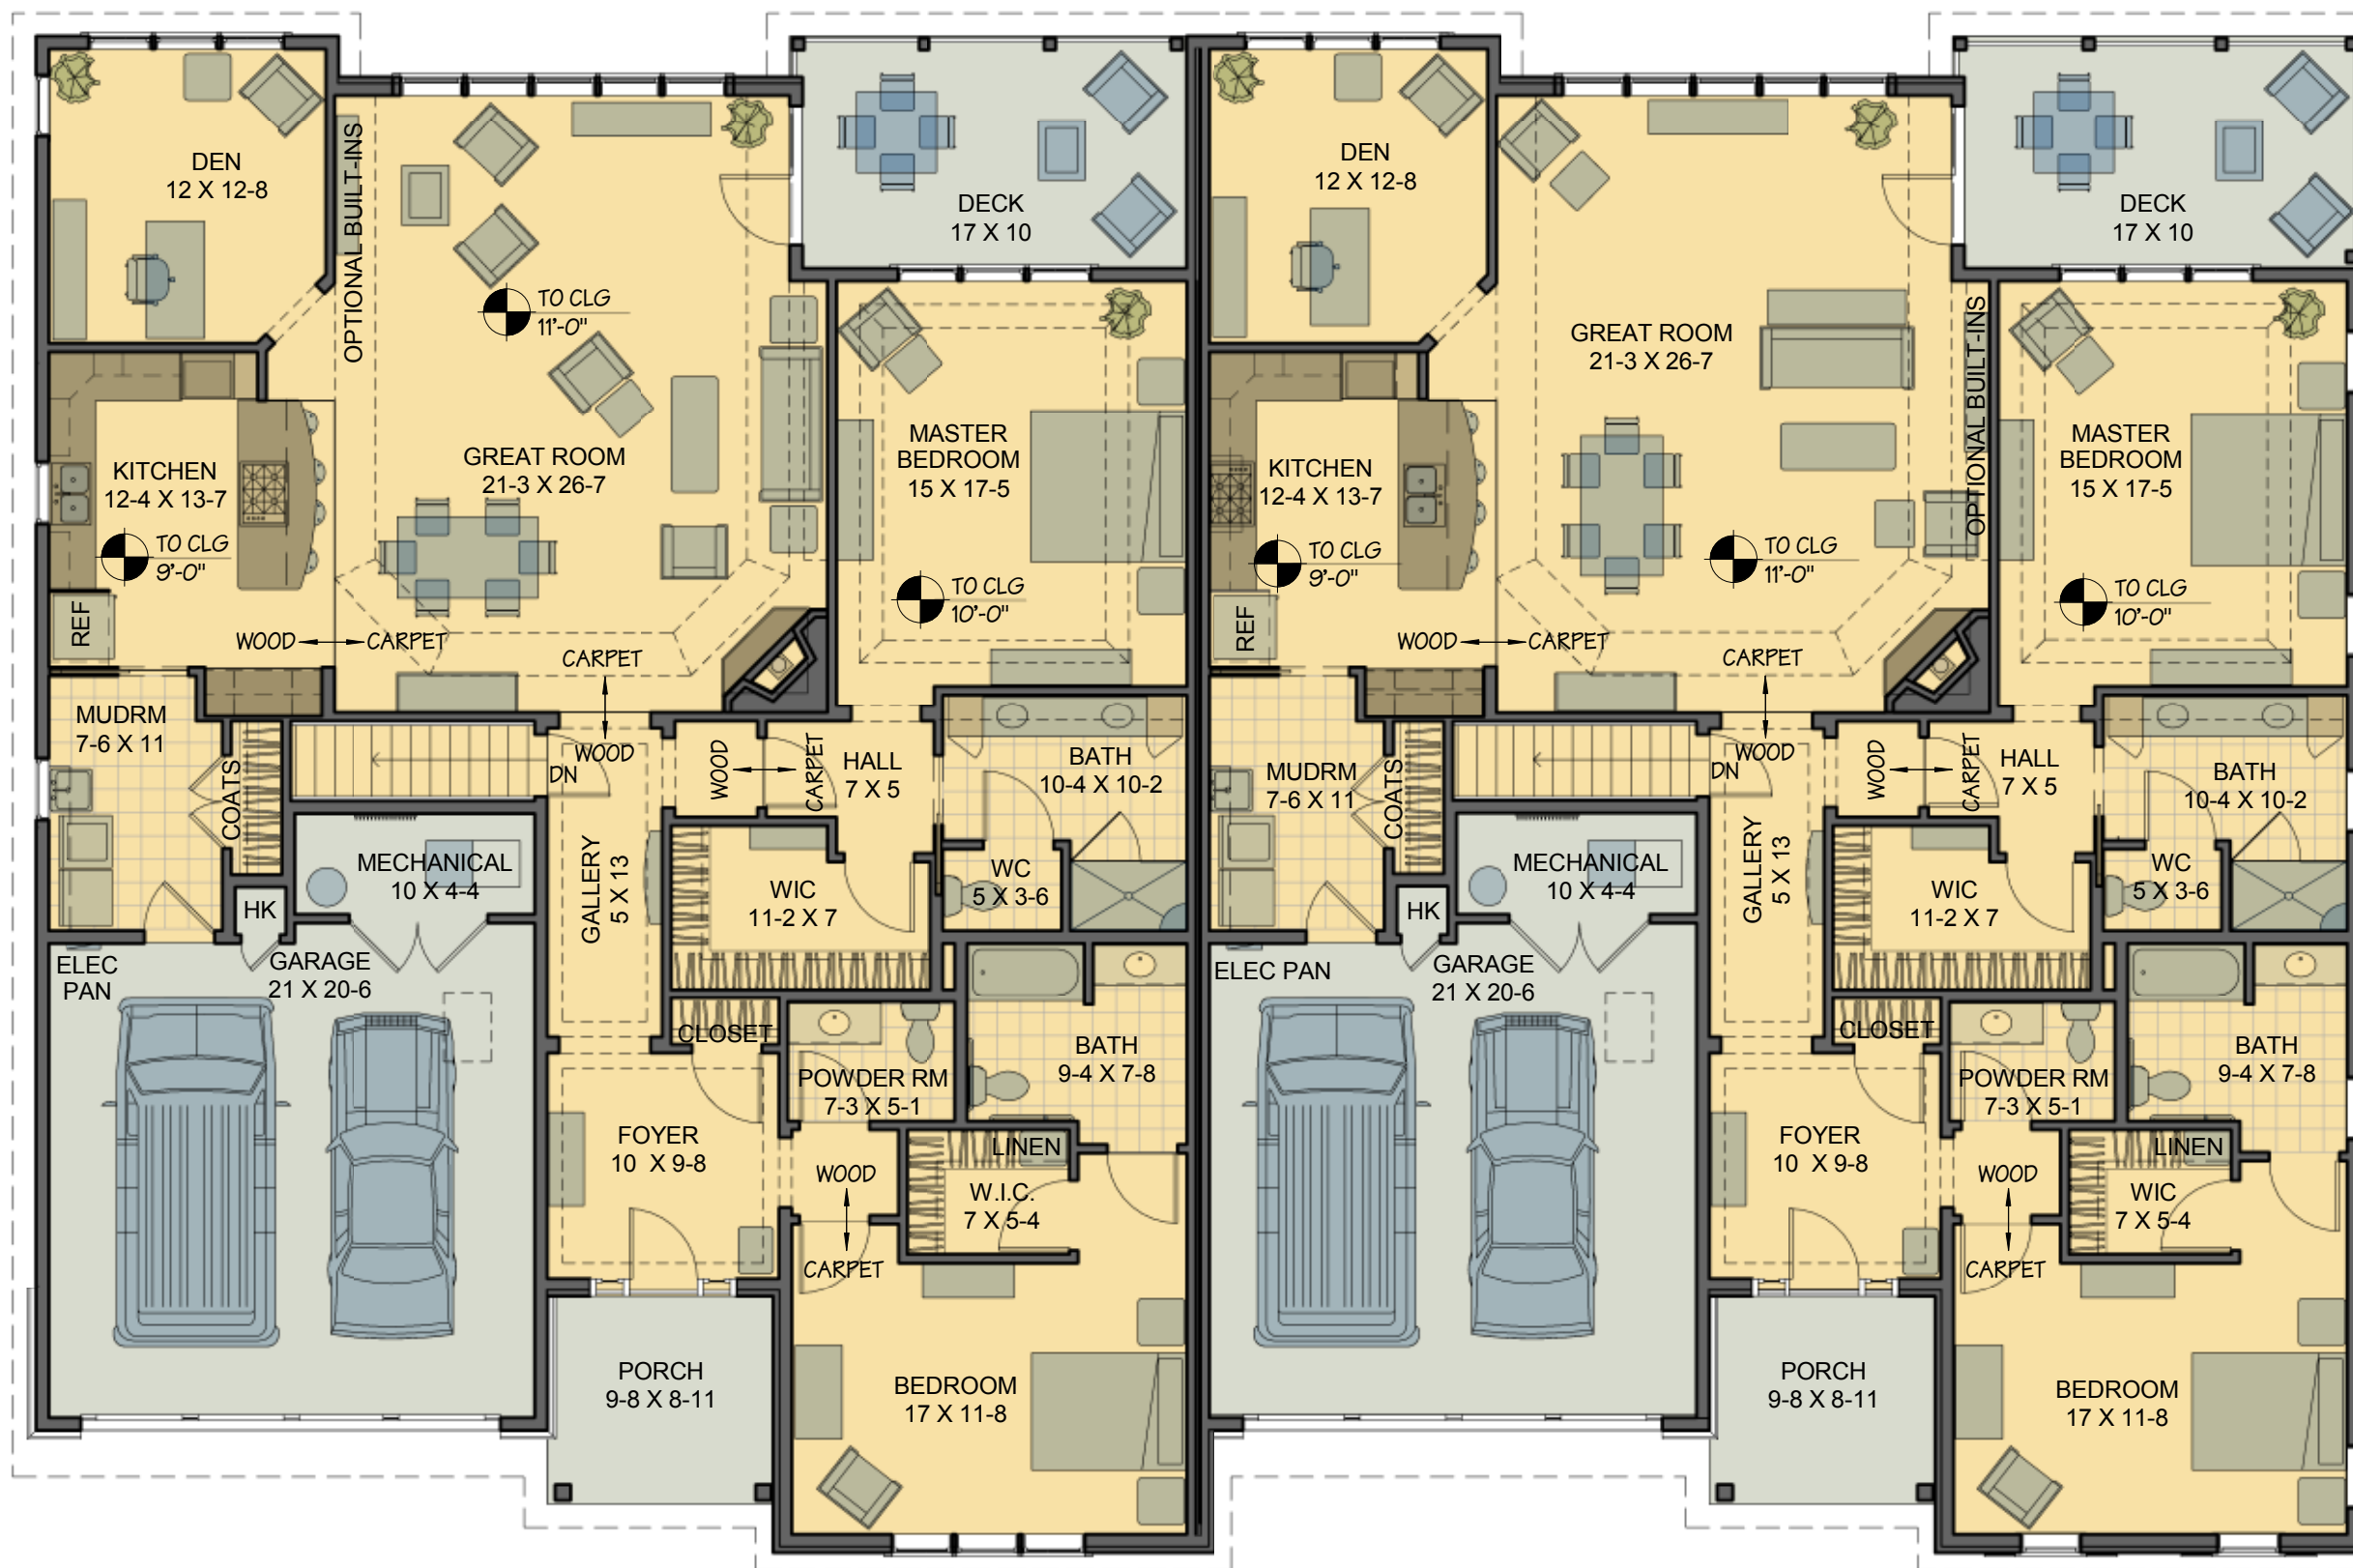 DEN
12 X 12-8
OPTIONAL BUILT-INS
TO CLG
11'-0"
DECK
17 X 10
GREAT ROOM
21-3 X 26-7
MASTER
BEDROOM
15 X 17-5
TO CLG
10'-0"
KITCHEN
12-4 X 13-7
TO CLG
9'-0"
REF
WOOD
CARPET
CARPET
WOOD
MUDRM
7-6 X 11
COATS
DN
WOOD
CARPET
HALL
7 X 5
BATH
10-4 X 10-2
MECHANICAL
10 X 4-4
GALLERY
5 X 13
WIC
11-2 X 7
WC
5 X 3-6
HK
ELEC
PAN
GARAGE
21 X 20-6
CLOSET
POWDER RM
7-3 X 5-1
BATH
9-4 X 7-8
FOYER
10 X 9-8
WOOD
CARPET
LINEN
W.I.C.
7 X 5-4
PORCH
9-8 X 8-11
BEDROOM
17 X 11-8
DEN
12 X 12-8
DECK
17 X 10
GREAT ROOM
21-3 X 26-7
OPTIONAL BUILT-INS
MASTER
BEDROOM
15 X 17-5
KITCHEN
12-4 X 13-7
TO CLG
9'-0"
TO CLG
11'-0"
TO CLG
10'-0"
REF
WOOD
CARPET
CARPET
WOOD
MUDRM
7-6 X 11
COATS
DN
WOOD
CARPET
HALL
7 X 5
BATH
10-4 X 10-2
MECHANICAL
10 X 4-4
GALLERY
5 X 13
WIC
11-2 X 7
WC
5 X 3-6
HK
ELEC PAN
GARAGE
21 X 20-6
CLOSET
POWDER RM
7-3 X 5-1
BATH
9-4 X 7-8
FOYER
10 X 9-8
WOOD
CARPET
LINEN
WIC
7 X 5-4
PORCH
9-8 X 8-11
BEDROOM
17 X 11-8